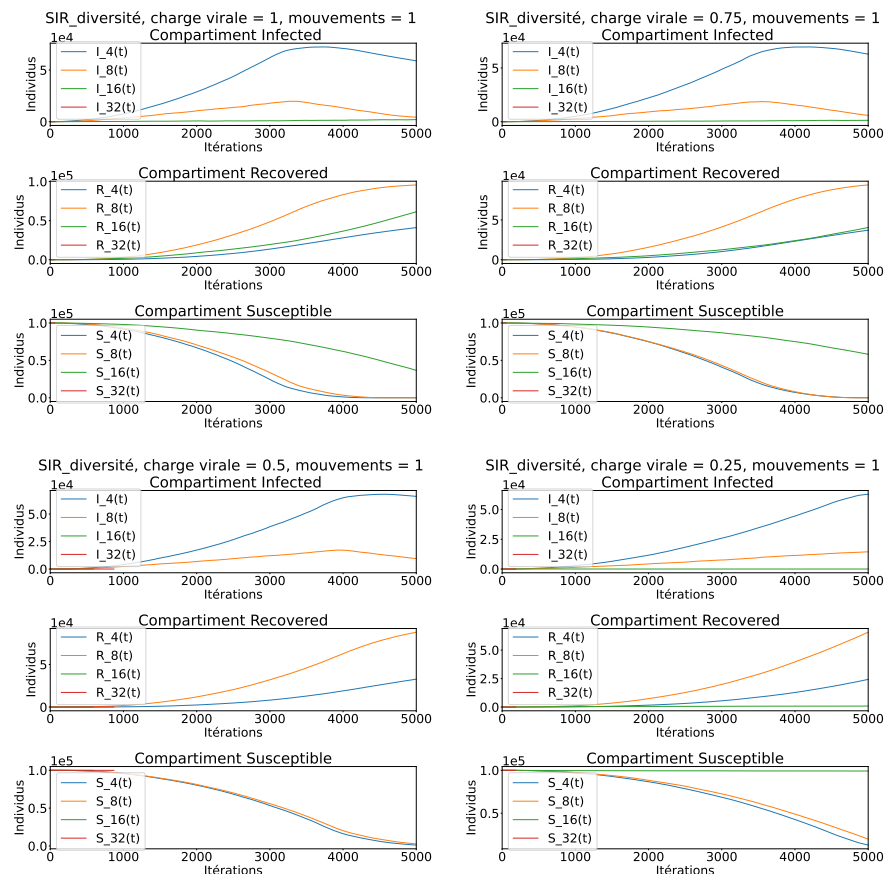 SIR_diversité, charge virale = 1, mouvements = 1
Compartiment Infected
1e4
Individus
5
0
I_4(t)
I_8(t)
I_16(t)
I_32(t)
0 1000 2000 3000 4000 5000
Itérations
Compartiment Recovered
1e5
Individus
1.0
0.5
0.0
R_4(t)
R_8(t)
R_16(t)
R_32(t)
0 1000 2000 3000 4000 5000
Itérations
Compartiment Susceptible
1e5
Individus
1.0
0.5
0.0
S_4(t)
S_8(t)
S_16(t)
S_32(t)
0 1000 2000 3000 4000 5000
Itérations
SIR_diversité, charge virale = 0.75, mouvements = 1
Compartiment Infected
1e4
Individus
5
0
I_4(t)
I_8(t)
I_16(t)
I_32(t)
0 1000 2000 3000 4000 5000
Itérations
Compartiment Recovered
1e4
Individus
5
0
R_4(t)
R_8(t)
R_16(t)
R_32(t)
0 1000 2000 3000 4000 5000
Itérations
Compartiment Susceptible
1e5
Individus
1.0
0.5
0.0
S_4(t)
S_8(t)
S_16(t)
S_32(t)
0 1000 2000 3000 4000 5000
Itérations
SIR_diversité, charge virale = 0.5, mouvements = 1
Compartiment Infected
1e4
Individus
5.0
2.5
0.0
I_4(t)
I_8(t)
I_16(t)
I_32(t)
0 1000 2000 3000 4000 5000
Itérations
Compartiment Recovered
1e4
Individus
5
0
R_4(t)
R_8(t)
R_16(t)
R_32(t)
0 1000 2000 3000 4000 5000
Itérations
Compartiment Susceptible
1e5
Individus
1.0
0.5
0.0
S_4(t)
S_8(t)
S_16(t)
S_32(t)
0 1000 2000 3000 4000 5000
Itérations
SIR_diversité, charge virale = 0.25, mouvements = 1
Compartiment Infected
1e4
Individus
5.0
2.5
0.0
I_4(t)
I_8(t)
I_16(t)
I_32(t)
0 1000 2000 3000 4000 5000
Itérations
Compartiment Recovered
1e4
Individus
5.0
2.5
0.0
R_4(t)
R_8(t)
R_16(t)
R_32(t)
0 1000 2000 3000 4000 5000
Itérations
Compartiment Susceptible
1e5
Individus
1.0
0.5
S_4(t)
S_8(t)
S_16(t)
S_32(t)
0 1000 2000 3000 4000 5000
Itérations